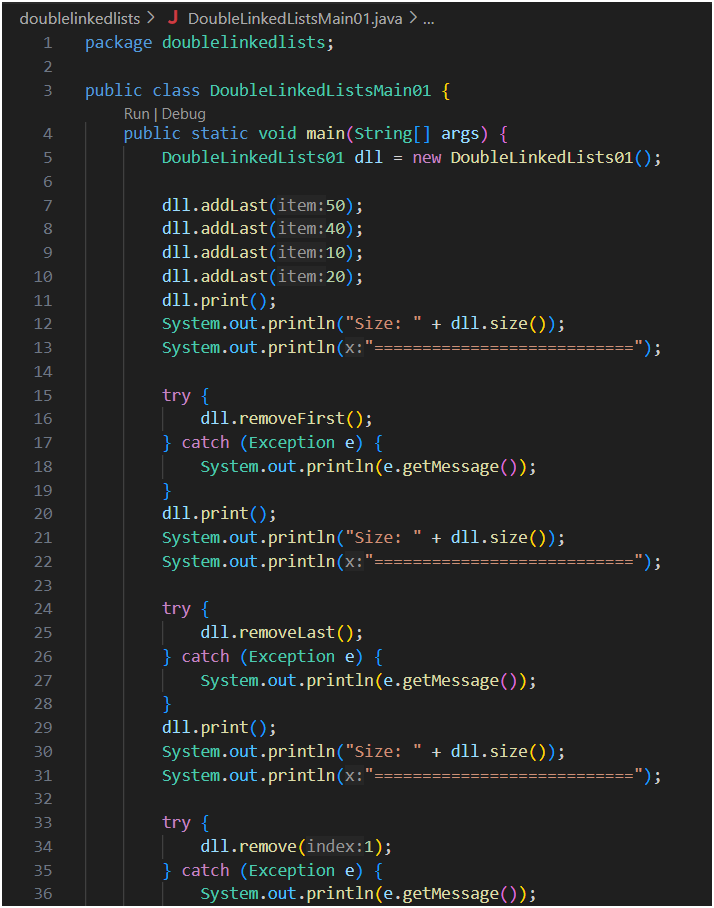 doublelinkedlists > J DoubleLinkedListsMain01.java > ...
1 package doublelinkedlists;
2
3 public class DoubleLinkedListsMain01 {
Run | Debug
4 public static void main(String[] args) {
5 DoubleLinkedLists01 dll = new DoubleLinkedLists01();
6
7 dll.addLast(item:50);
8 dll.addLast(item:40);
9 dll.addLast(item:10);
10 dll.addLast(item:20);
11 dll.print();
12 System.out.println("Size: " + dll.size());
13 System.out.println(x:"===========================");
14
15 try {
16 dll.removeFirst();
17 } catch (Exception e) {
18 System.out.println(e.getMessage());
19 }
20 dll.print();
21 System.out.println("Size: " + dll.size());
22 System.out.println(x:"===========================");
23
24 try {
25 dll.removeLast();
26 } catch (Exception e) {
27 System.out.println(e.getMessage());
28 }
29 dll.print();
30 System.out.println("Size: " + dll.size());
31 System.out.println(x:"===========================");
32
33 try {
34 dll.remove(index:1);
35 } catch (Exception e) {
36 System.out.println(e.getMessage());